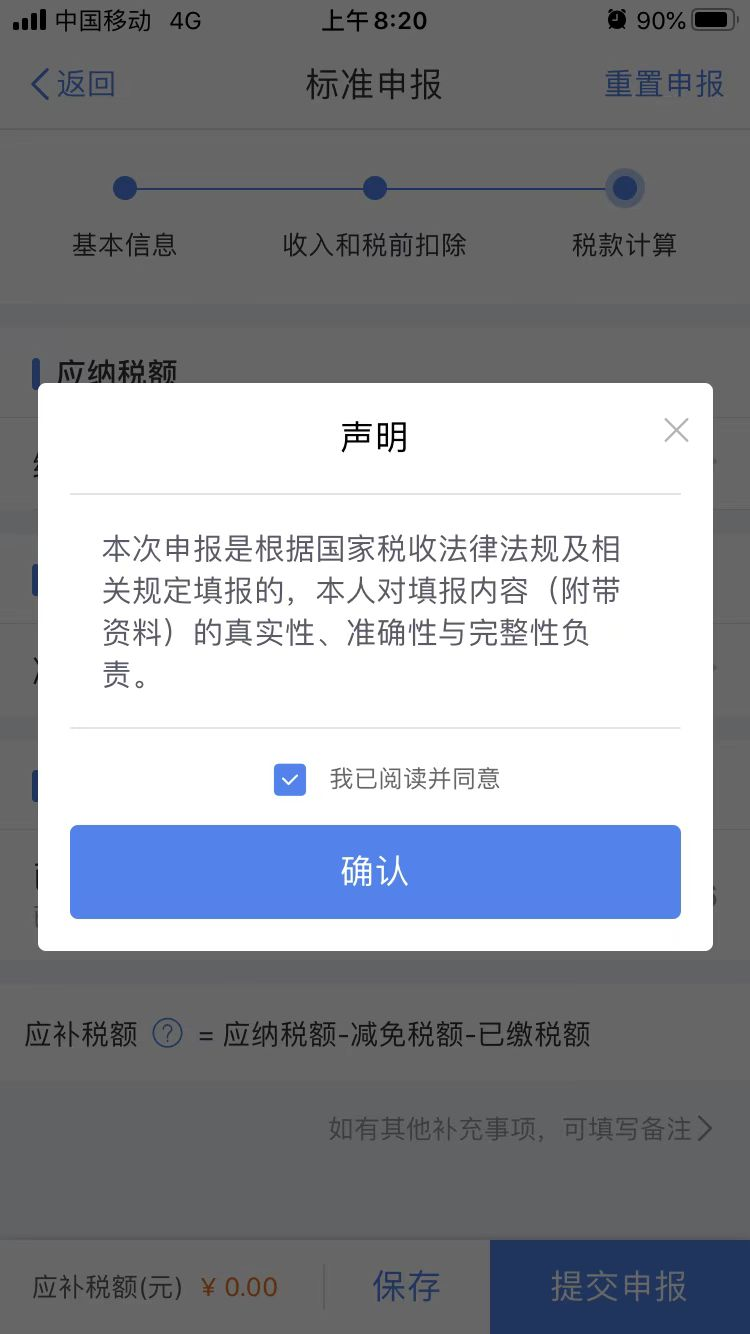 中国移动 4G 上午8:20 90%
返回 标准申报 重置申报
基本信息 收入和税前扣除 税款计算
应纳税额
声明
本次申报是根据国家税收法律法规及相
关规定填报的，本人对填报内容（附带
资料）的真实性、准确性与完整性负
责。
我已阅读并同意
确认
应补税额 ? = 应纳税额-减免税额-已缴税额
如有其他补充事项，可填写备注
应补税额(元) ¥ 0.00 保存 提交申报